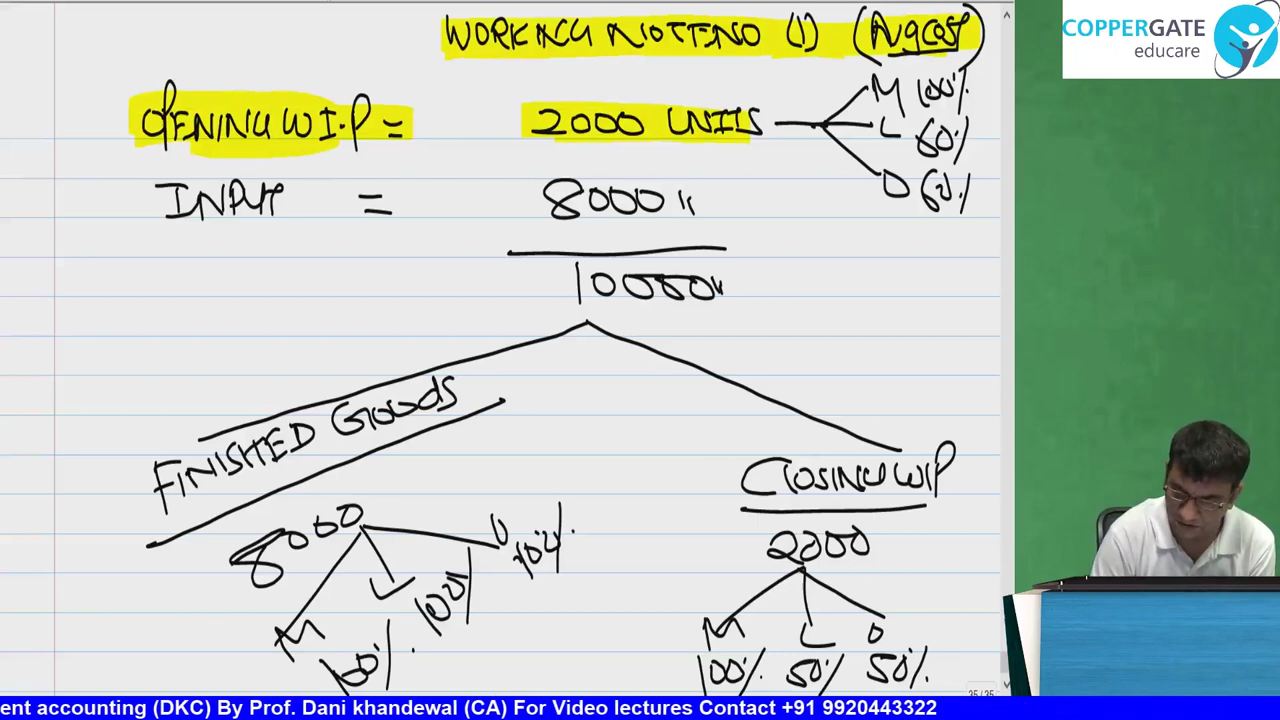 WORKING NOTE NO (1) (Avg cost)
OPENING W.I.P = 2000 UNITS
M 100%
L 60%
O 60%
INPUT = 8000 "
10000 "
FINISHED GOODS
8000
M 100%
L 100%
O 100%
CLOSING WIP
2000
M 100%
L 50%
O 50%
COPPERGATE
educare
35/35
ent accounting (DKC) By Prof. Dani khandewal (CA) For Video lectures Contact +91 9920443322